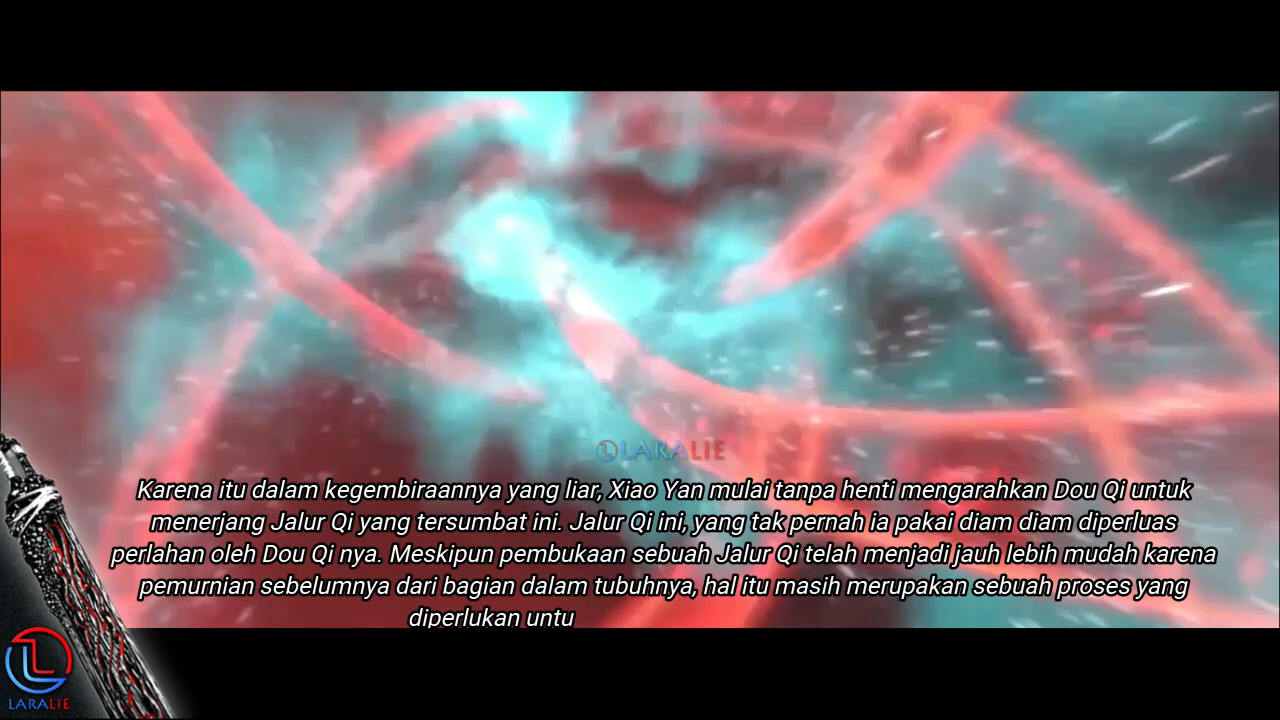 LARALIE
Karena itu dalam kegembiraannya yang liar, Xiao Yan mulai tanpa henti mengarahkan Dou Qi untuk
menerjang Jalur Qi yang tersumbat ini. Jalur Qi ini, yang tak pernah ia pakai diam diam diperluas
perlahan oleh Dou Qi nya. Meskipun pembukaan sebuah Jalur Qi telah menjadi jauh lebih mudah karena
pemurnian sebelumnya dari bagian dalam tubuhnya, hal itu masih merupakan sebuah proses yang
diperlukan untu
LARALIE